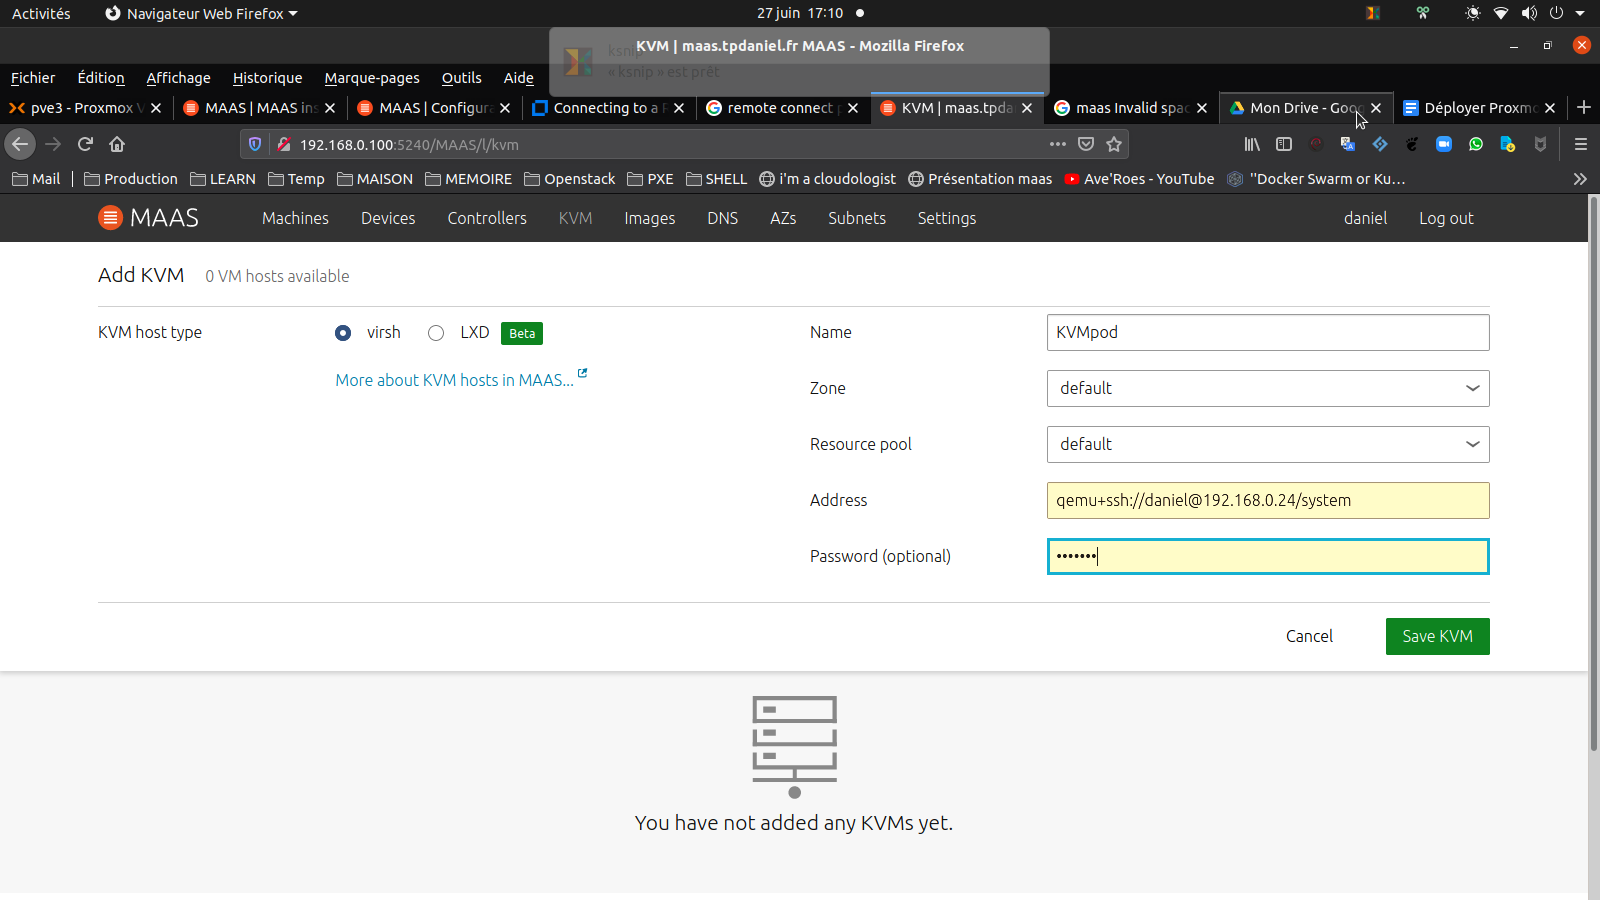 Activités Navigateur Web Firefox 27 juin 17:10
KVM | maas.tpdaniel.fr MAAS - Mozilla Firefox
ksnip
« ksnip » est prêt
Fichier Édition Affichage Historique Marque-pages Outils Aide
pve3 - Proxmox V MAAS | MAAS ins MAAS | Configura Connecting to a P remote connect p KVM | maas.tpda maas Invalid spac Mon Drive - Goog Déployer Proxmo
192.168.0.100:5240/MAAS/l/kvm
Mail Production LEARN Temp MAISON MEMOIRE Openstack PXE SHELL i'm a cloudologist Présentation maas Ave'Roes - YouTube "Docker Swarm or Ku…
MAAS Machines Devices Controllers KVM Images DNS AZs Subnets Settings daniel Log out
Add KVM 0 VM hosts available
KVM host type virsh LXD Beta
More about KVM hosts in MAAS...
Name KVMpod
Zone default
Resource pool default
Address qemu+ssh://daniel@192.168.0.24/system
Password (optional) •••••••
Cancel Save KVM
You have not added any KVMs yet.